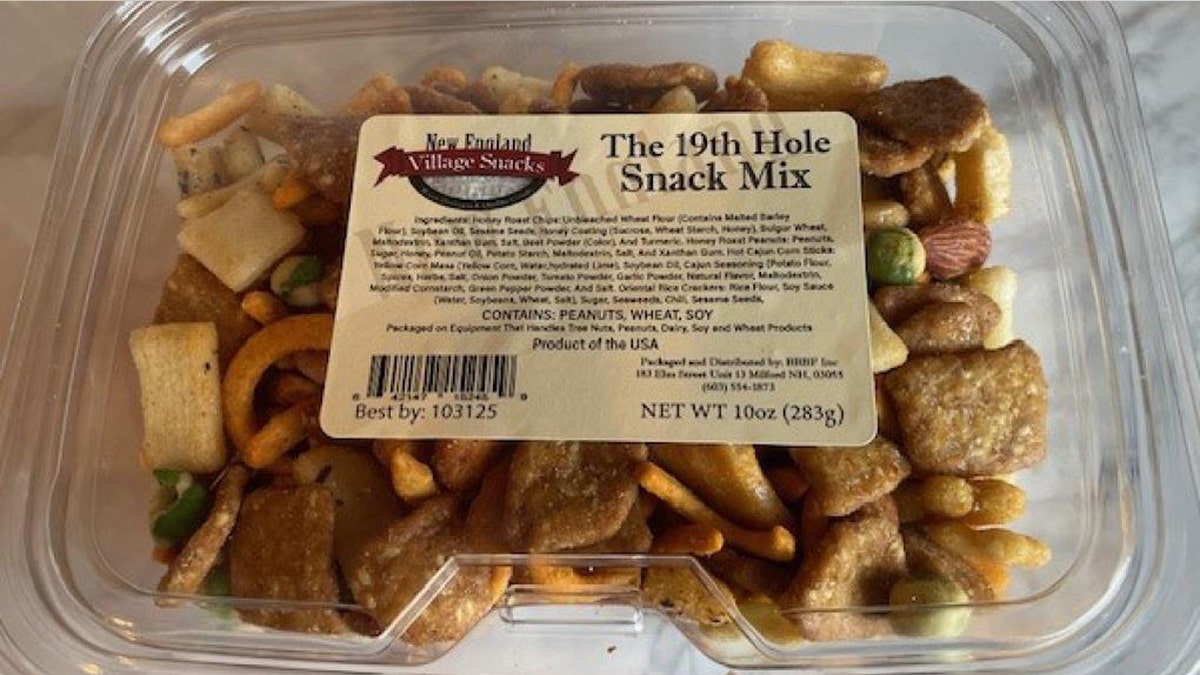 New England
Village Snacks
The 19th Hole
Snack Mix
Ingredients: Honey Roast Chips: Unbleached Wheat Flour (Contains Malted Barley
Flour), Soybean Oil, Sesame Seeds, Honey Coating (Sucrose, Wheat Starch, Honey), Bulgur Wheat,
Maltodextrin, Xanthan Gum, Salt, Beet Powder (Color), And Turmeric. Honey Roast Peanuts: Peanuts,
Sugar, Honey, Peanut Oil, Potato Starch, Maltodextrin, Salt, And Xanthan Gum. Hot Cajun Corn Sticks:
Yellow Corn Masa (Yellow Corn, Water, hydrated Lime), Soybean Oil, Cajun Seasoning (Potato Flour,
Spices, Herbs, Salt, Onion Powder, Tomato Powder, Garlic Powder, Natural Flavor, Maltodextrin,
Modified Cornstarch, Green Pepper Powder, And Salt. Oriental Rice Crackers: Rice Flour, Soy Sauce
(Water, Soybeans, Wheat, Salt), Sugar, Seaweeds, Chili, Sesame Seeds,
CONTAINS: PEANUTS, WHEAT, SOY
Packaged on Equipment That Handles Tree Nuts, Peanuts, Dairy, Soy and Wheat Products
Product of the USA
Packaged and Distributed by: BRBP Inc
183 Elm Street Unit 13 Milford NH, 03055
(603) 554-1873
Best by: 103125
NET WT 10oz (283g)